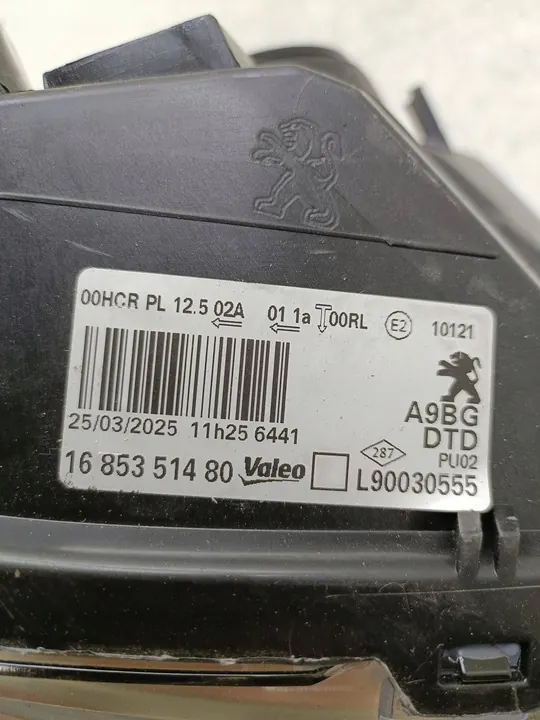 00HCR PL 12.5 02A 01 1a 00RL E2 10121
A9BG
25/03/2025 11h25 6441
DTD
287
PU02
16 853 514 80 Valeo L90030555